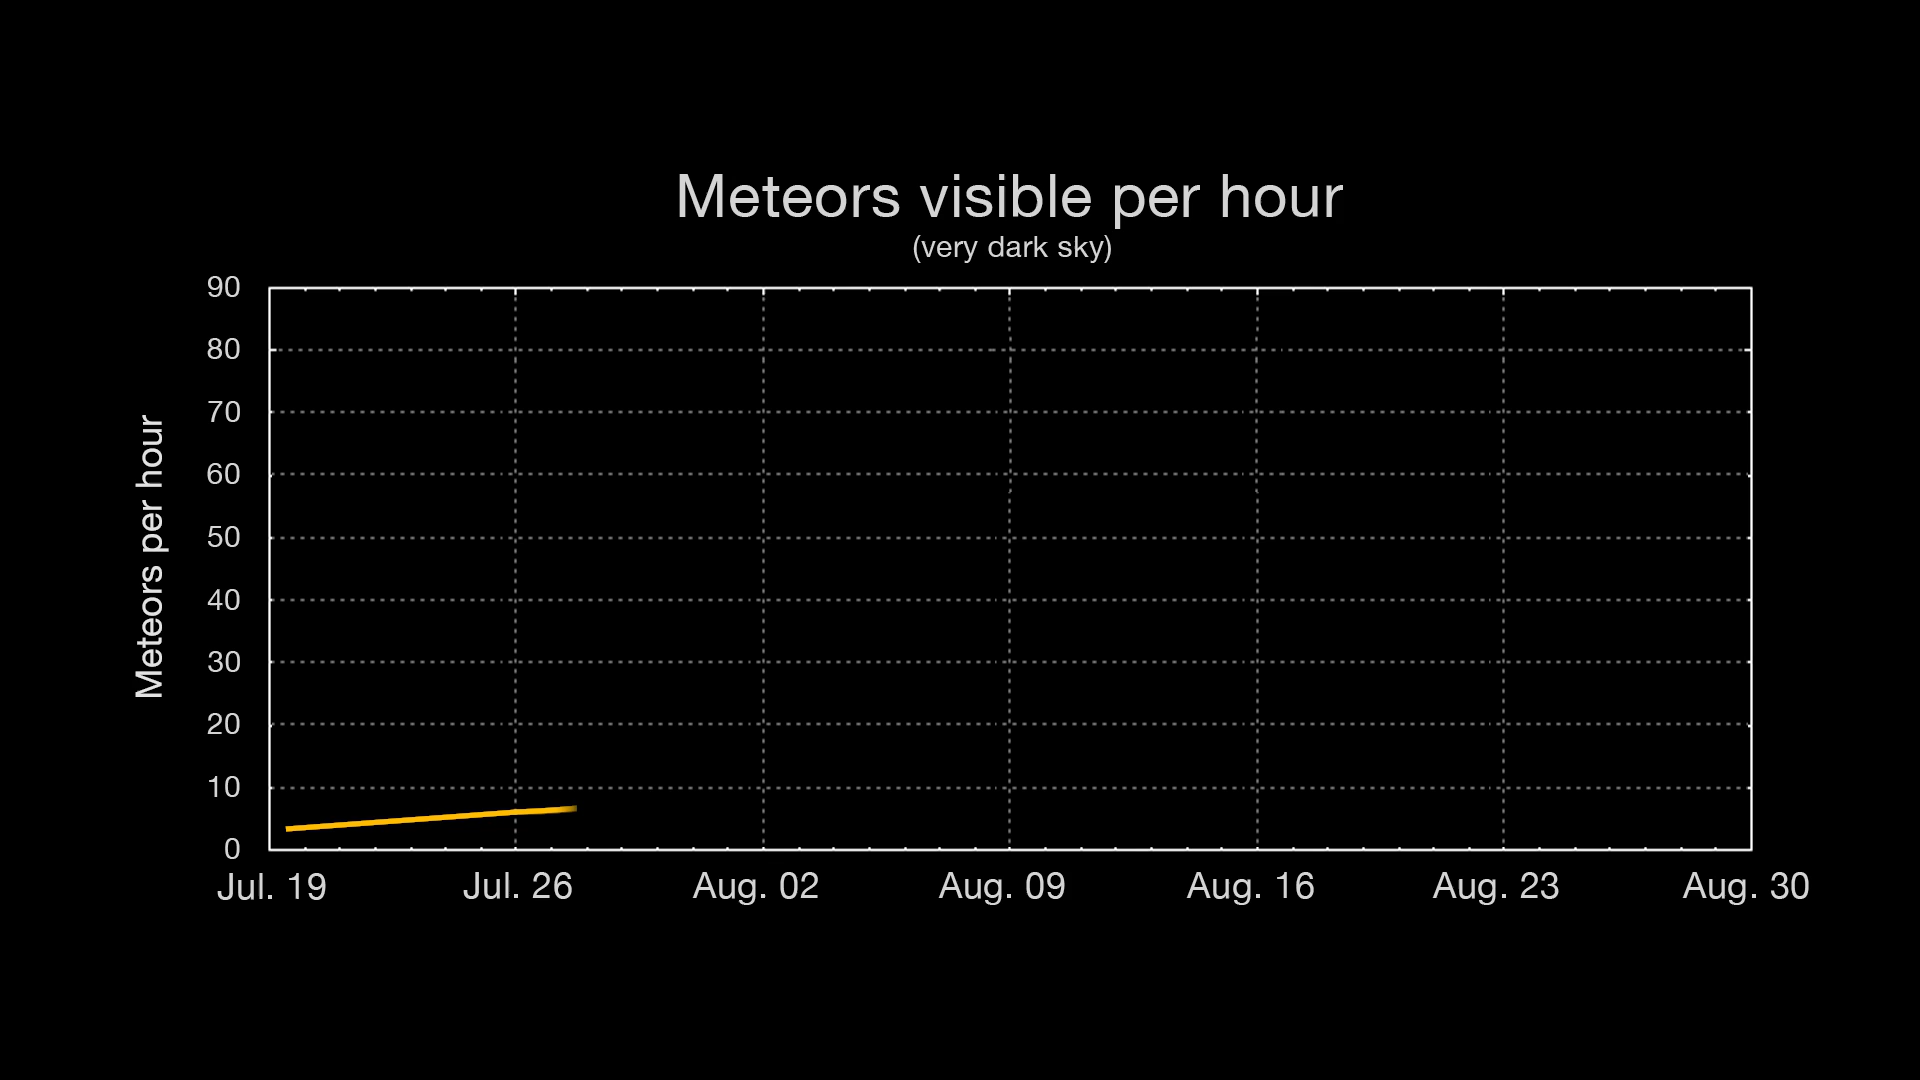 Meteors visible per hour
(very dark sky)
Meteors per hour
90
80
70
60
50
40
30
20
10
0
Jul. 19 Jul. 26 Aug. 02 Aug. 09 Aug. 16 Aug. 23 Aug. 30